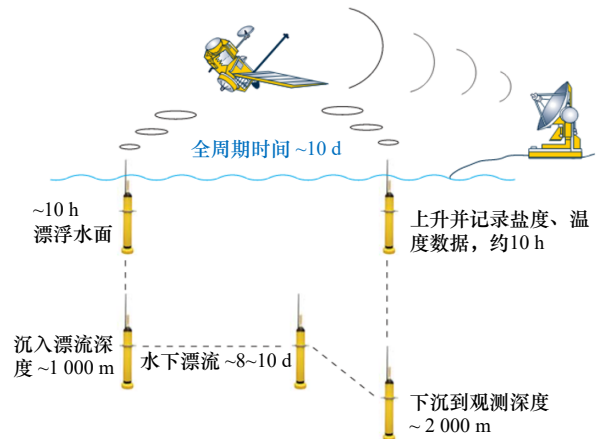 全周期时间 ~10 d
~10 h
漂浮水面
上升并记录盐度、温
度数据，约10 h
沉入漂流深
度 ~1 000 m
水下漂流 ~8~10 d
下沉到观测深度
~ 2 000 m